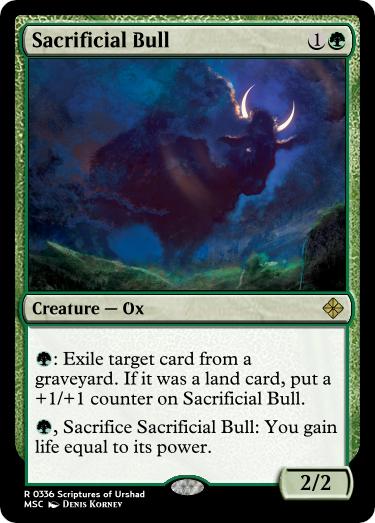 Sacrificial Bull 1
Creature — Ox
: Exile target card from a
graveyard. If it was a land card, put a
+1/+1 counter on Sacrificial Bull.
, Sacrifice Sacrificial Bull: You gain
life equal to its power.
2/2
R 0336 Scriptures of Urshad
MSC Denis Kornev